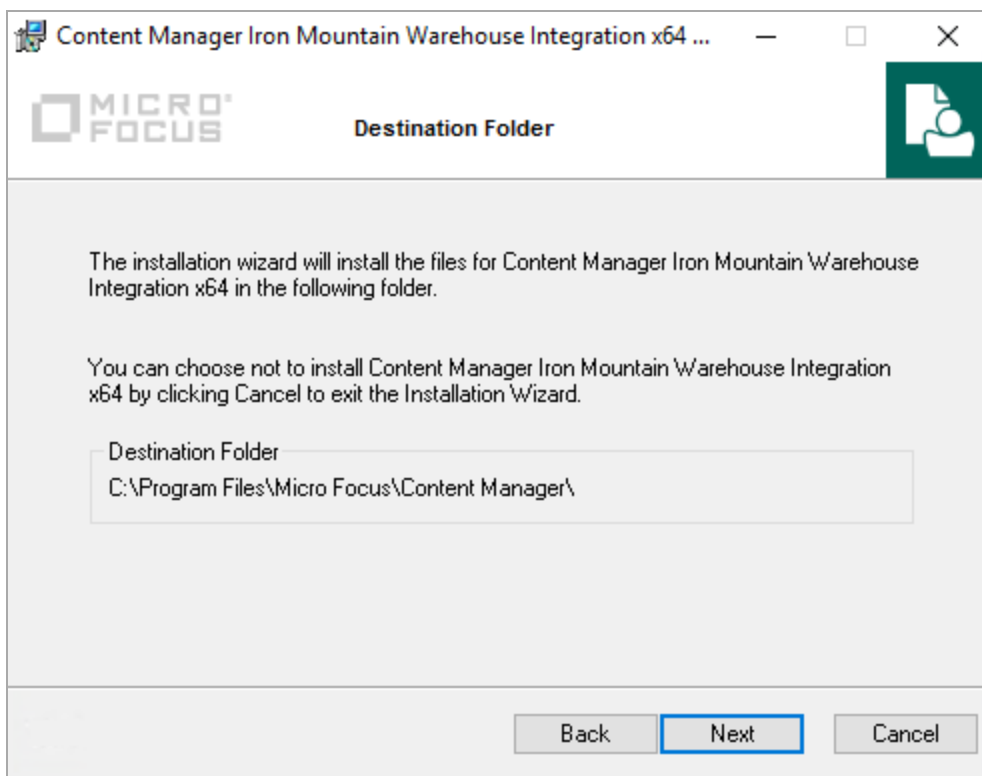 Content Manager Iron Mountain Warehouse Integration x64 ...
MICRO
FOCUS
Destination Folder
The installation wizard will install the files for Content Manager Iron Mountain Warehouse
Integration x64 in the following folder.
You can choose not to install Content Manager Iron Mountain Warehouse Integration
x64 by clicking Cancel to exit the Installation Wizard.
Destination Folder
C:\Program Files\Micro Focus\Content Manager\
Back
Next
Cancel